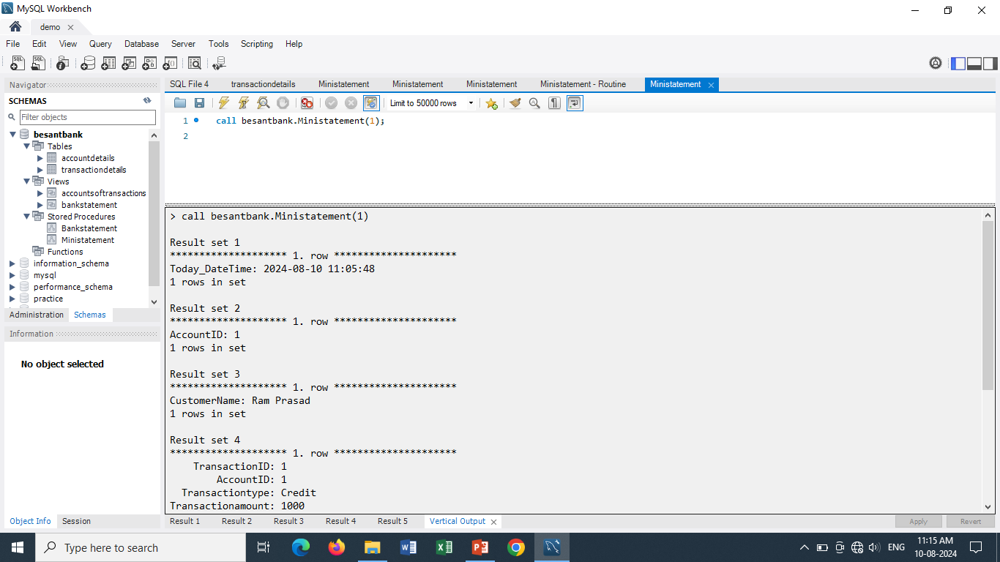 MySQL Workbench
demo
File Edit View Query Database Server Tools Scripting Help
Navigator
SCHEMAS
Filter objects
besantbank
Tables
accountdetails
transactiondetails
Views
accountsoftransactions
bankstatement
Stored Procedures
Bankstatement
Ministatement
Functions
information_schema
mysql
performance_schema
practice
Administration Schemas
Information
No object selected
Object Info Session
SQL File 4 transactiondetails Ministatement Ministatement Ministatement Ministatement - Routine Ministatement
Limit to 50000 rows
1 call besantbank.Ministatement(1);
2
> call besantbank.Ministatement(1)
Result set 1
******************** 1. row *********************
Today_DateTime: 2024-08-10 11:05:48
1 rows in set
Result set 2
******************** 1. row *********************
AccountID: 1
1 rows in set
Result set 3
******************** 1. row *********************
CustomerName: Ram Prasad
1 rows in set
Result set 4
******************** 1. row *********************
TransactionID: 1
AccountID: 1
Transactiontype: Credit
Transactionamount: 1000
Result 1 Result 2 Result 3 Result 4 Result 5 Vertical Output
Apply Revert
Type here to search
ENG
11:15 AM
10-08-2024